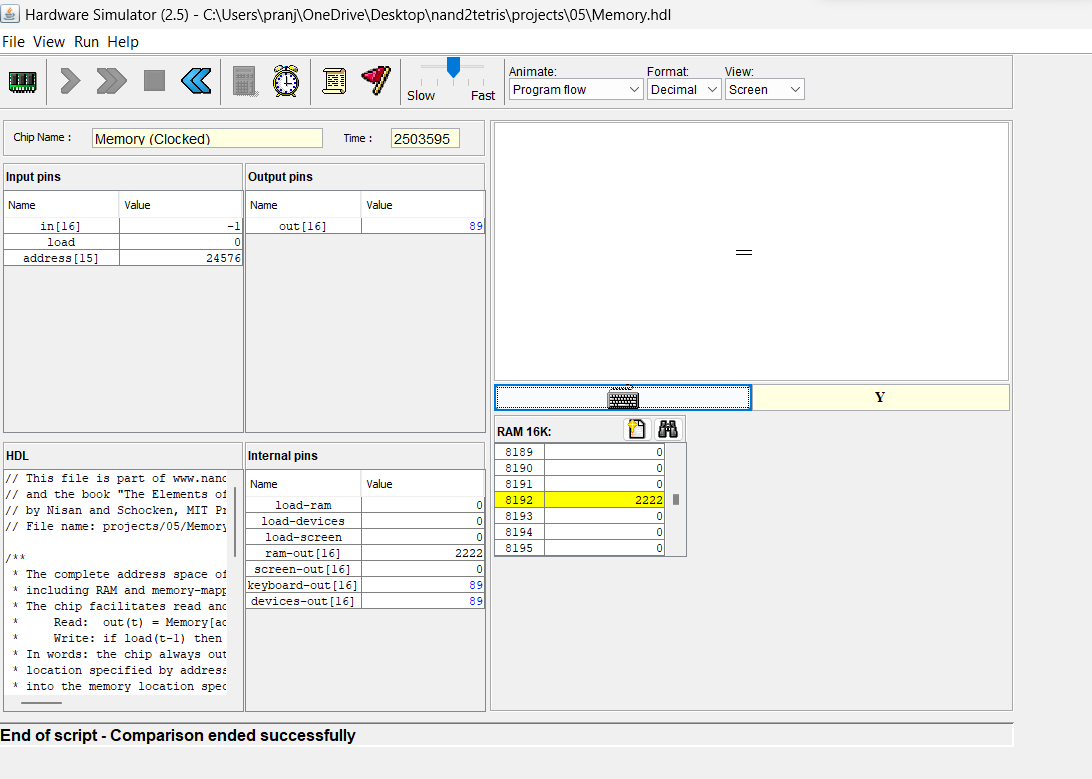 Hardware Simulator (2.5) - C:\Users\pranj\OneDrive\Desktop\nand2tetris\projects\05\Memory.hdl
File View Run Help
Slow Fast
Animate: Format: View:
Program flow Decimal Screen
Chip Name : Memory (Clocked) Time : 2503595
Input pins
Name Value
in[16] -1
load 0
address[15] 24576
Output pins
Name Value
out[16] 89
HDL
// This file is part of www.nand
// and the book "The Elements of
// by Nisan and Schocken, MIT Pr
// File name: projects/05/Memory
/**
* The complete address space of
* including RAM and memory-mapp
* The chip facilitates read and
* Read: out(t) = Memory[ad
* Write: if load(t-1) then
* In words: the chip always out
* location specified by address
* into the memory location spec
Internal pins
Name Value
load-ram 0
load-devices 0
load-screen 0
ram-out[16] 2222
screen-out[16] 0
keyboard-out[16] 89
devices-out[16] 89
Y
RAM 16K:
8189 0
8190 0
8191 0
8192 2222
8193 0
8194 0
8195 0
End of script - Comparison ended successfully